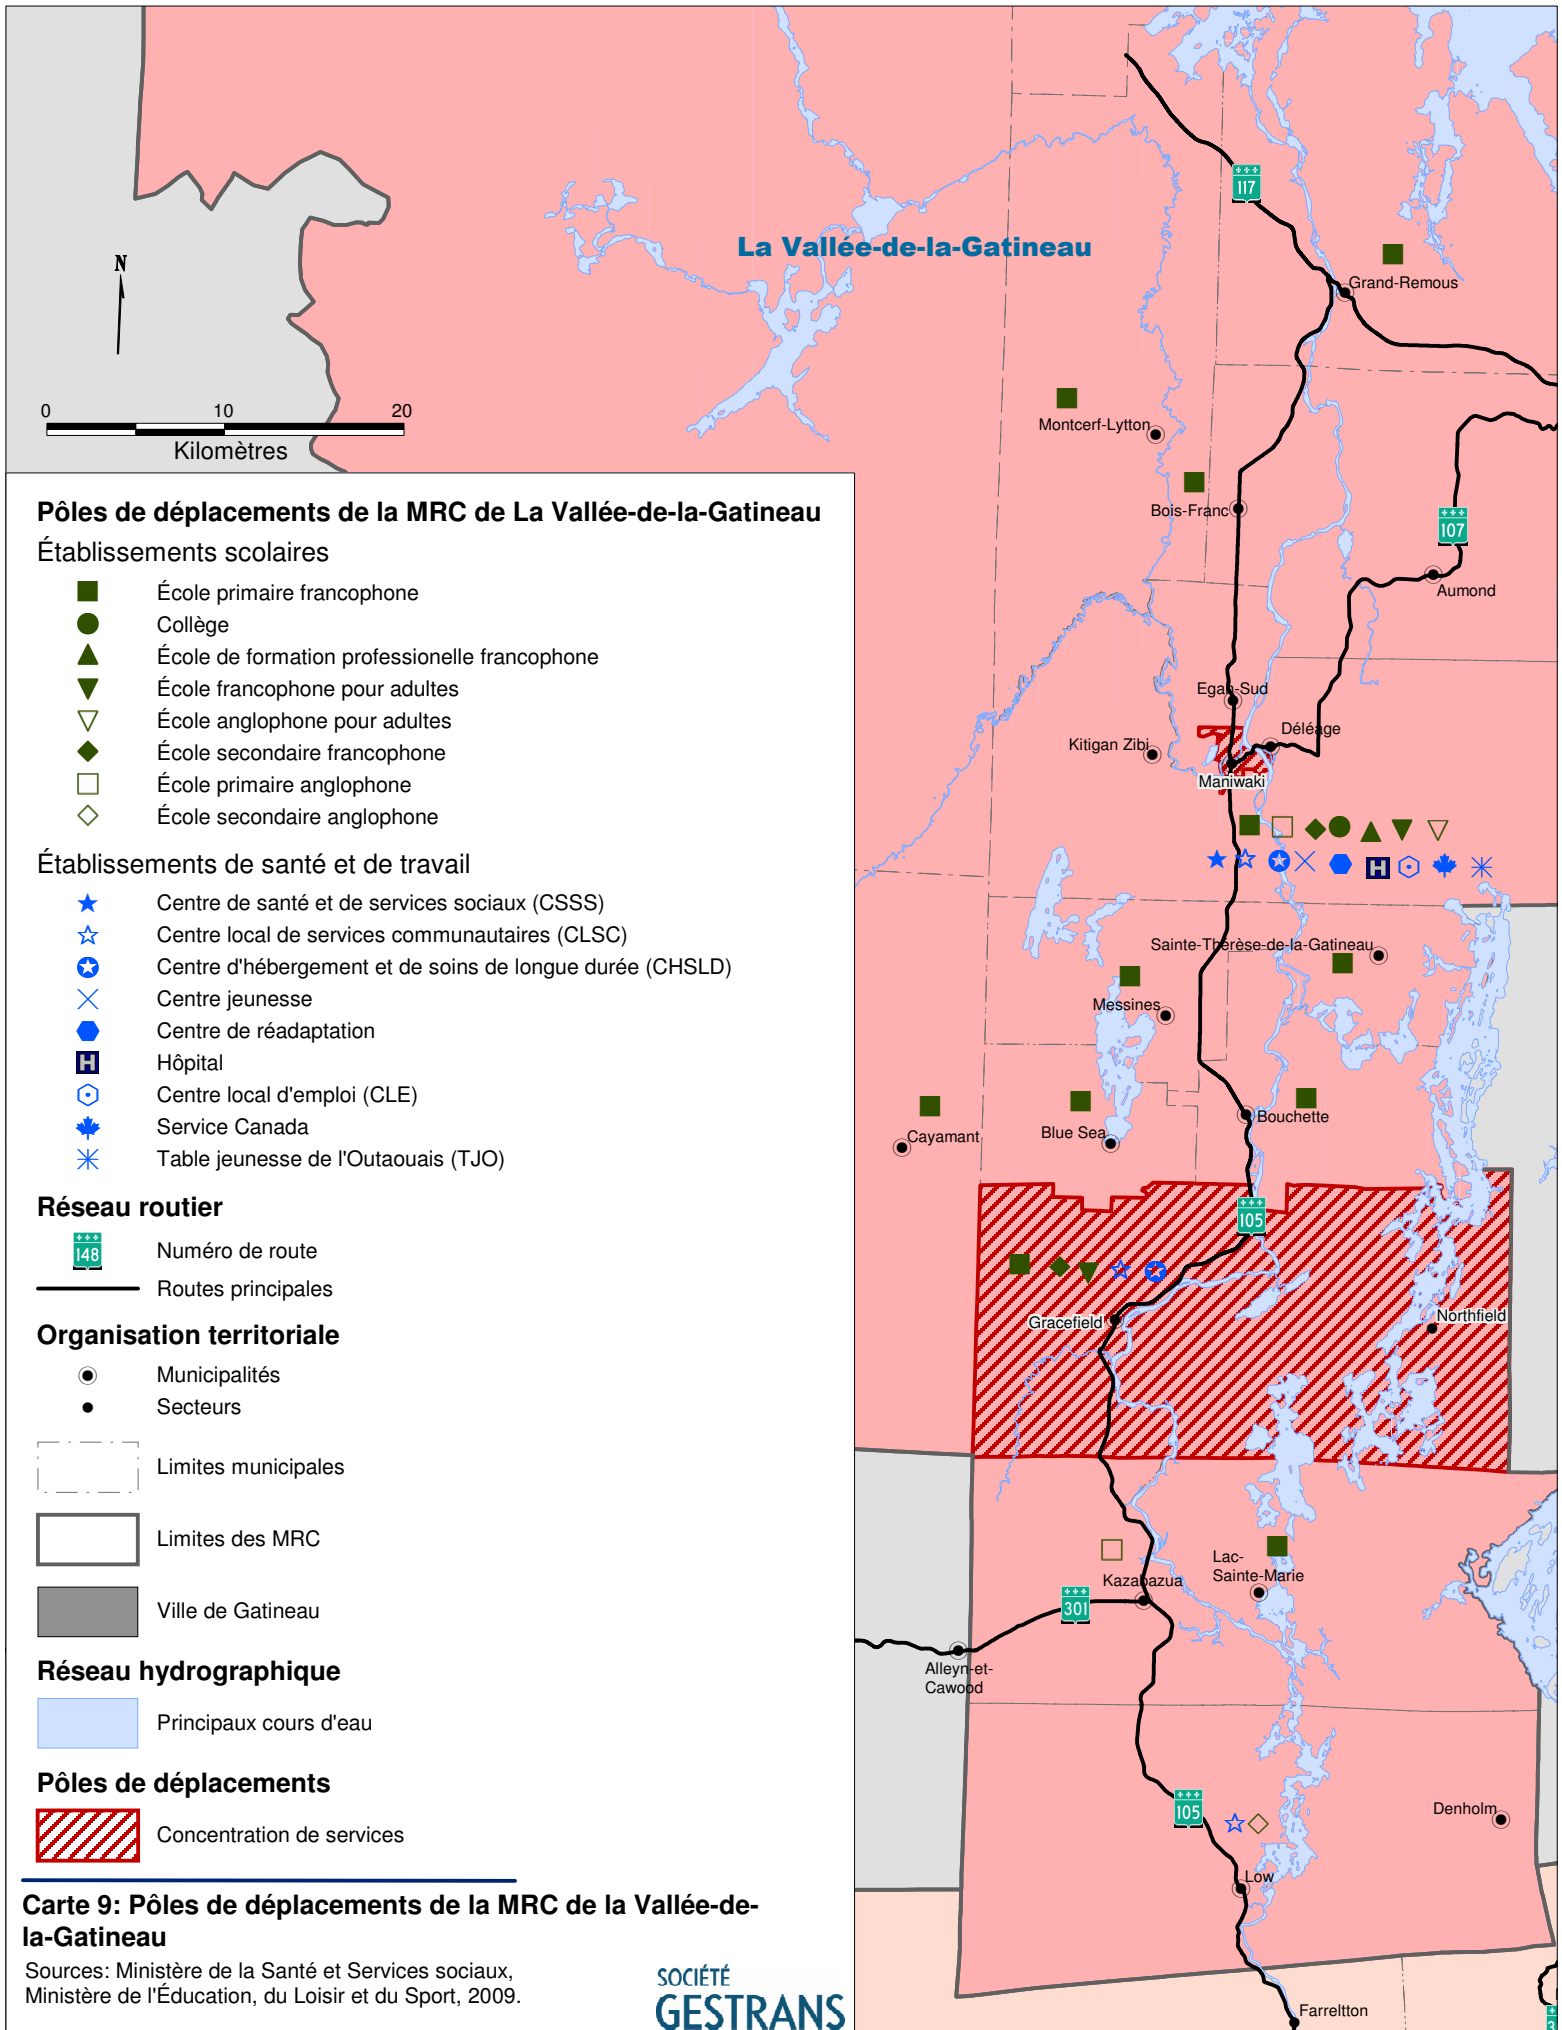 117
La Vallée-de-la-Gatineau
N
Grand-Remous
0 10 20
Kilomètres
Montcerf-Lytton
Bois-Franc
107
Aumond
Egan-Sud
Déléage
Kitigan Zibi
Maniwaki
H
Sainte-Thérèse-de-la-Gatineau
Messines
Bouchette
Blue Sea
Cayamant
105
Northfield
Gracefield
Lac-
Sainte-Marie
Kazabazua
301
Alleyn-et-
Cawood
105
Denholm
Low
Farreltton
3
Pôles de déplacements de la MRC de La Vallée-de-la-Gatineau
Établissements scolaires
École primaire francophone
Collège
École de formation professionelle francophone
École francophone pour adultes
École anglophone pour adultes
École secondaire francophone
École primaire anglophone
École secondaire anglophone
Établissements de santé et de travail
Centre de santé et de services sociaux (CSSS)
Centre local de services communautaires (CLSC)
Centre d'hébergement et de soins de longue durée (CHSLD)
Centre jeunesse
Centre de réadaptation
H Hôpital
Centre local d'emploi (CLE)
Service Canada
Table jeunesse de l'Outaouais (TJO)
Réseau routier
148 Numéro de route
Routes principales
Organisation territoriale
Municipalités
Secteurs
Limites municipales
Limites des MRC
Ville de Gatineau
Réseau hydrographique
Principaux cours d'eau
Pôles de déplacements
Concentration de services
Carte 9: Pôles de déplacements de la MRC de la Vallée-de-
la-Gatineau
Sources: Ministère de la Santé et Services sociaux,
Ministère de l'Éducation, du Loisir et du Sport, 2009.
SOCIÉTÉ
GESTRANS